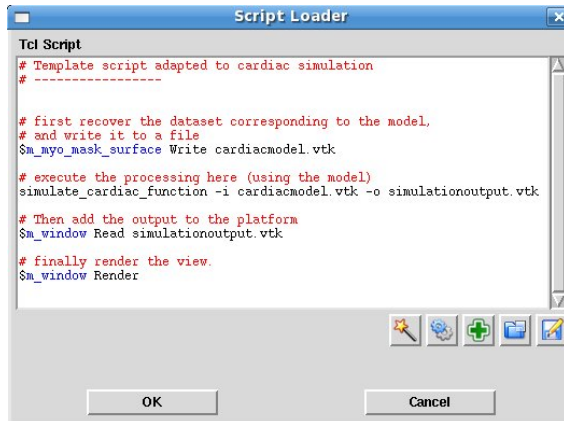 Script Loader
Tcl Script
# Template script adapted to cardiac simulation
# -----------------
# first recover the dataset corresponding to the model,
# and write it to a file
$m_myo_mask_surface Write cardiacmodel.vtk
# execute the processing here (using the model)
simulate_cardiac_function -i cardiacmodel.vtk -o simulationoutput.vtk
# Then add the output to the platform
$m_window Read simulationoutput.vtk
# finally render the view.
$m_window Render
OK
Cancel